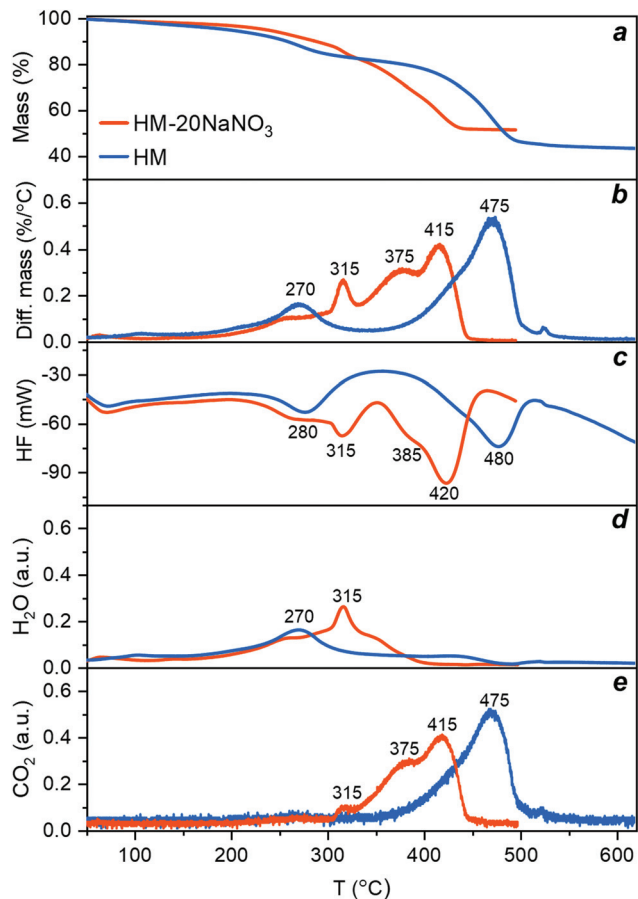 100
80
60
40
Mass (%)
a
HM-20NaNO₃
HM
0.6
0.4
0.2
0.0
Diff. mass (%/°C)
b
270
315
375
415
475
-30
-60
-90
HF (mW)
c
280
315
385
420
480
0.6
0.4
0.2
0.0
H₂O (a.u.)
d
270
315
0.6
0.4
0.2
0.0
CO₂ (a.u.)
e
315
375
415
475
100 200 300 400 500 600
T (°C)